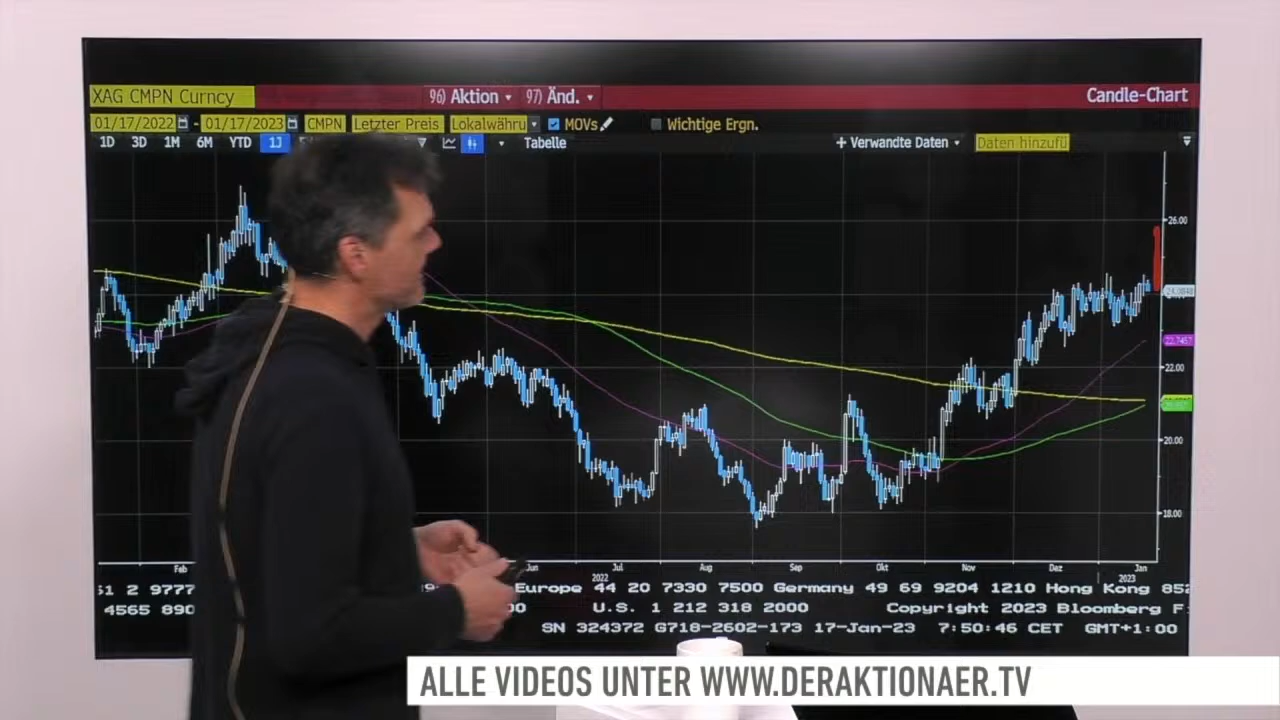 XAG CMPN Curncy 96) Aktion 97) Änd. Candle-Chart
01/17/2022 - 01/17/2023 CMPN Letzter Preis Lokalwähru MOVs Wichtige Ergn.
1D 3D 1M 6M YTD 1J Tabelle + Verwandte Daten Daten hinzufü
26.00
24.0848
22.7457
22.00
20.00
18.00
Feb Jun Jul Aug Sep Okt Nov Dez Jan
2022 2023
51 2 9777 Europe 44 20 7330 7500 Germany 49 69 9204 1210 Hong Kong 852
4565 890 00 U.S. 1 212 318 2000 Copyright 2023 Bloomberg F
SN 324372 G718-2602-173 17-Jan-23 7:50:46 CET GMT+1:00
ALLE VIDEOS UNTER WWW.DERAKTIONAER.TV